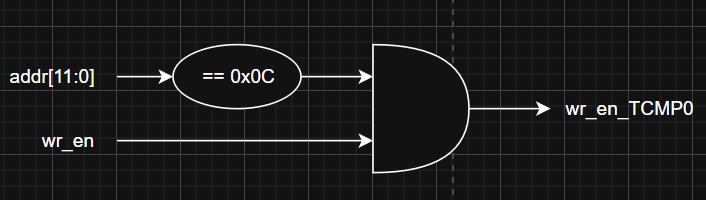 addr[11:0]
== 0x0C
wr_en
wr_en_TCMP0